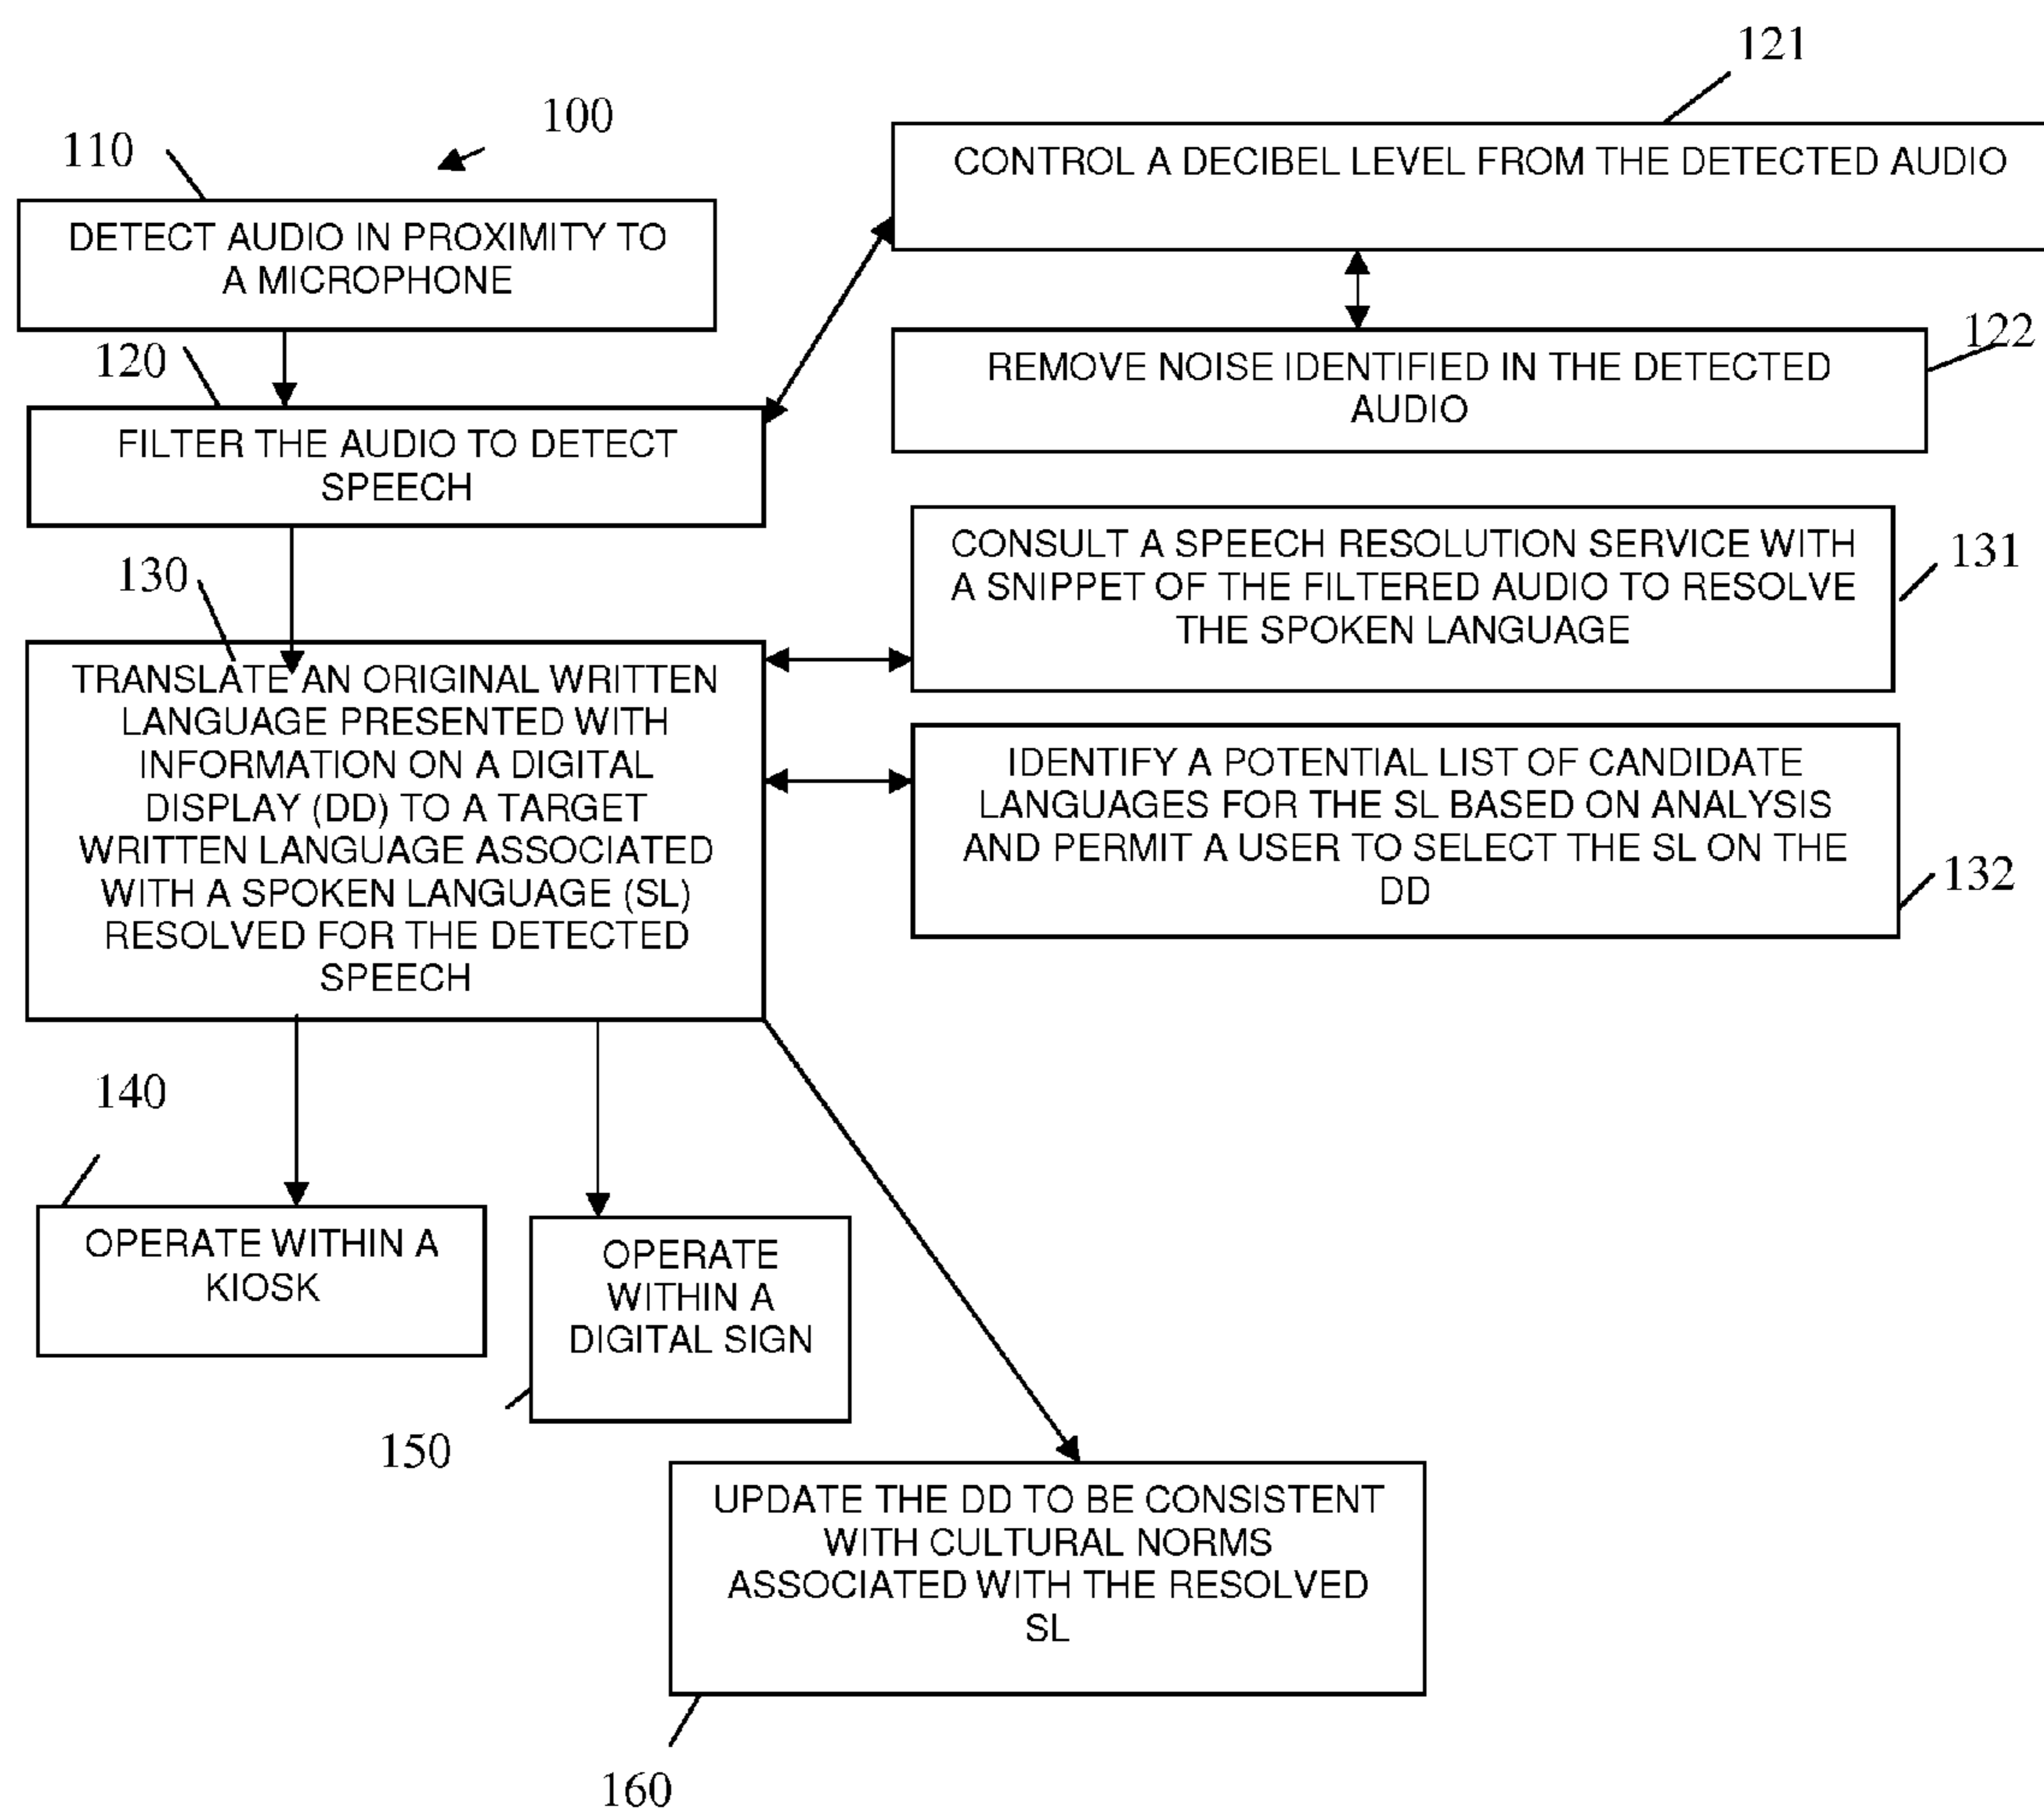 100
110
DETECT AUDIO IN PROXIMITY TO
A MICROPHONE
120
FILTER THE AUDIO TO DETECT
SPEECH
121
CONTROL A DECIBEL LEVEL FROM THE DETECTED AUDIO
122
REMOVE NOISE IDENTIFIED IN THE DETECTED
AUDIO
130
TRANSLATE AN ORIGINAL WRITTEN
LANGUAGE PRESENTED WITH
INFORMATION ON A DIGITAL
DISPLAY (DD) TO A TARGET
WRITTEN LANGUAGE ASSOCIATED
WITH A SPOKEN LANGUAGE (SL)
RESOLVED FOR THE DETECTED
SPEECH
131
CONSULT A SPEECH RESOLUTION SERVICE WITH
A SNIPPET OF THE FILTERED AUDIO TO RESOLVE
THE SPOKEN LANGUAGE
132
IDENTIFY A POTENTIAL LIST OF CANDIDATE
LANGUAGES FOR THE SL BASED ON ANALYSIS
AND PERMIT A USER TO SELECT THE SL ON THE
DD
140
OPERATE WITHIN A
KIOSK
150
OPERATE
WITHIN A
DIGITAL SIGN
160
UPDATE THE DD TO BE CONSISTENT
WITH CULTURAL NORMS
ASSOCIATED WITH THE RESOLVED
SL